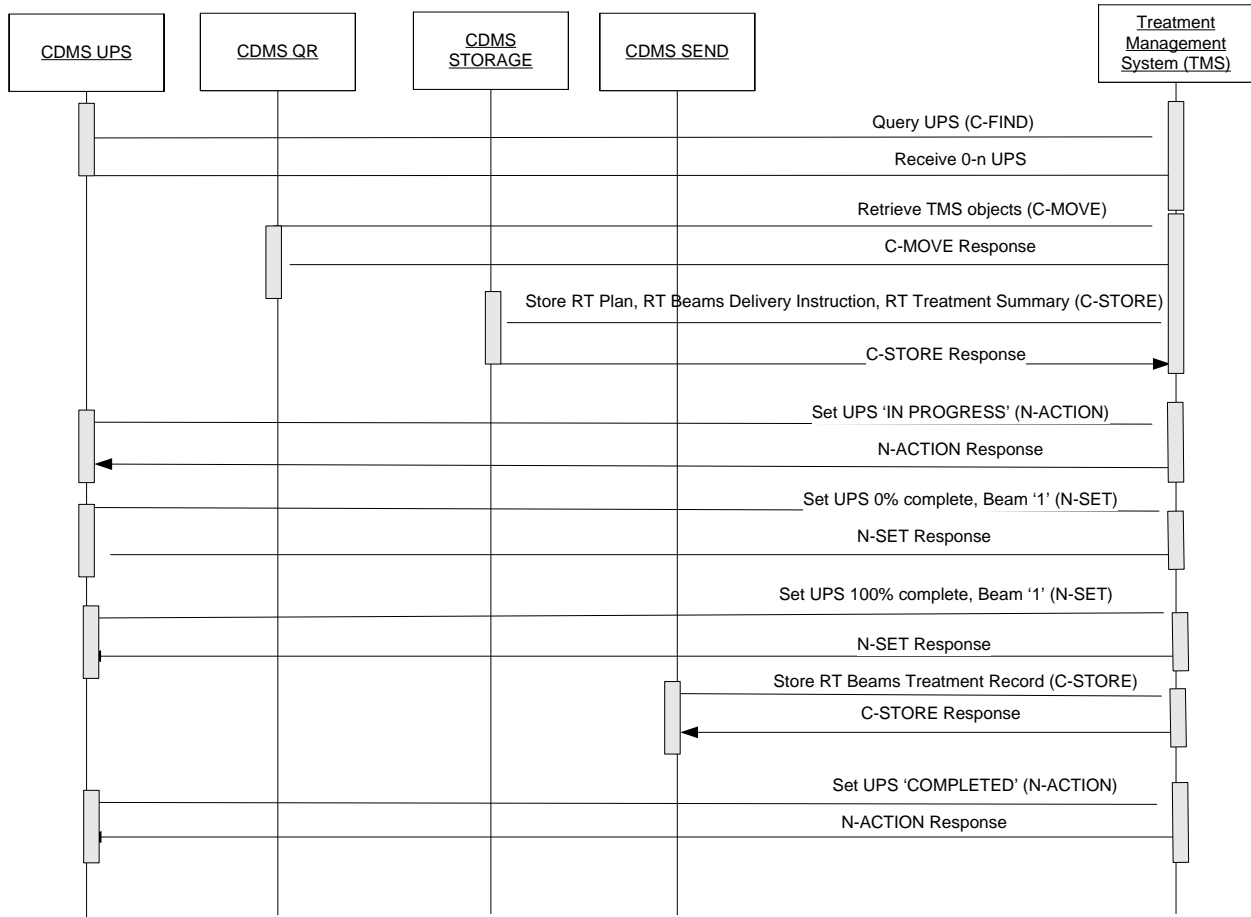 CDMS UPS
CDMS QR
CDMS
STORAGE
CDMS SEND
Treatment
Management
System (TMS)
Query UPS (C-FIND)
Receive 0-n UPS
Retrieve TMS objects (C-MOVE)
C-MOVE Response
Store RT Plan, RT Beams Delivery Instruction, RT Treatment Summary (C-STORE)
C-STORE Response
Set UPS ‘IN PROGRESS’ (N-ACTION)
N-ACTION Response
Set UPS 0% complete, Beam ‘1’ (N-SET)
N-SET Response
Set UPS 100% complete, Beam ‘1’ (N-SET)
N-SET Response
Store RT Beams Treatment Record (C-STORE)
C-STORE Response
Set UPS ‘COMPLETED’ (N-ACTION)
N-ACTION Response